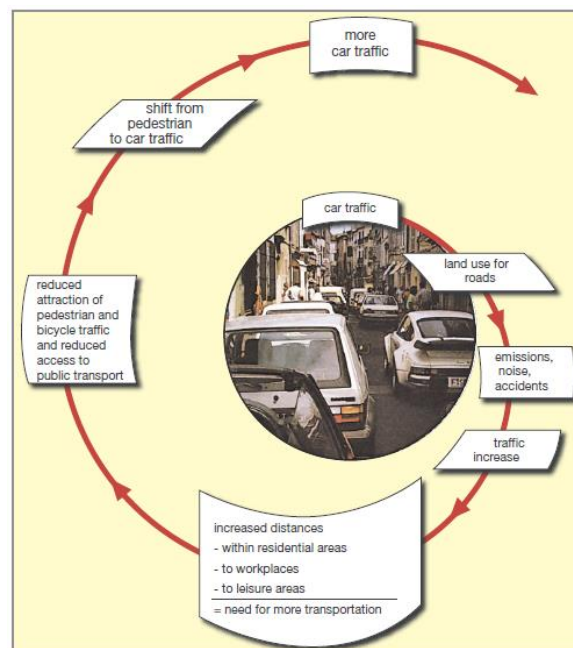 more
car traffic
shift from
pedestrian
to car traffic
car traffic
land use for
roads
reduced
attraction of
pedestrian and
bicycle traffic
and reduced
access to
public transport
emissions,
noise,
accidents
traffic
increase
increased distances
- within residential areas
- to workplaces
- to leisure areas
= need for more transportation